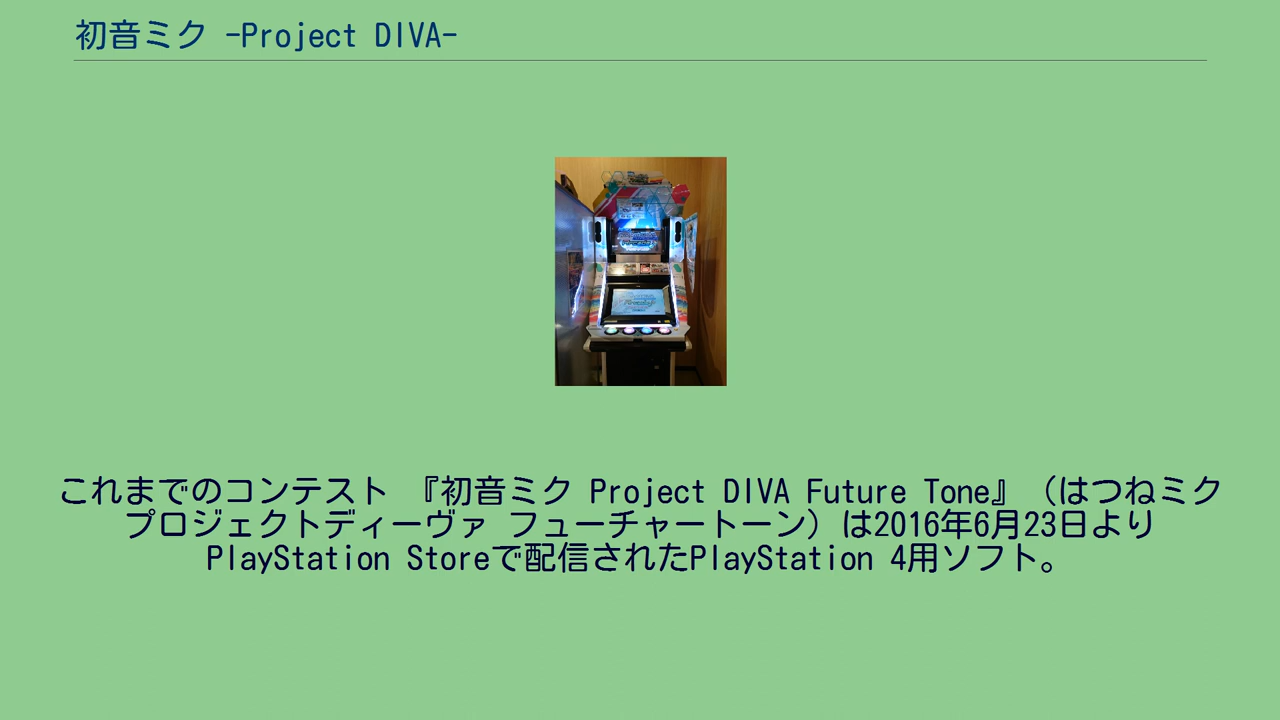 初音ミク -Project DIVA-
これまでのコンテスト 『初音ミク Project DIVA Future Tone』（はつねミク
プロジェクトディーヴァ フューチャートーン）は2016年6月23日より
PlayStation Storeで配信されたPlayStation 4用ソフト。